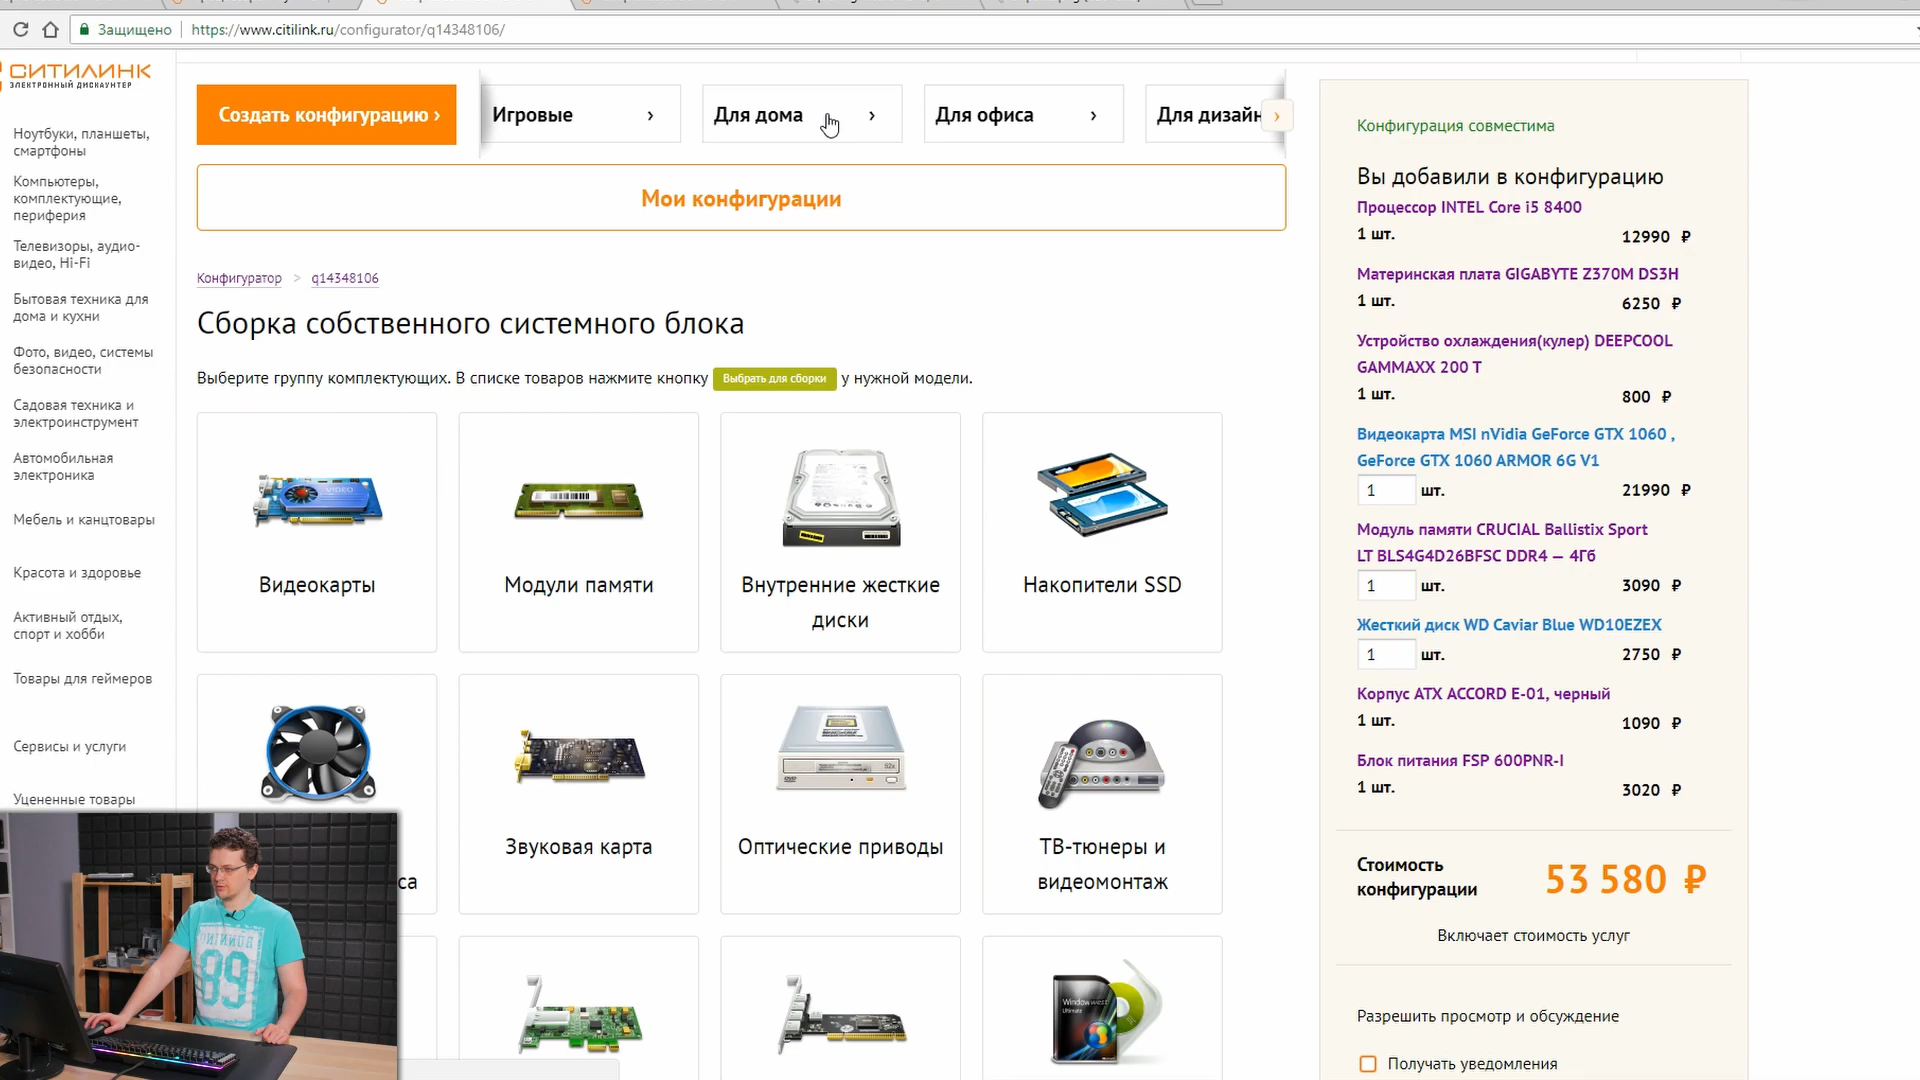 Защищено
https://www.citilink.ru/configurator/q14348106/
СИТИЛИНК
ЭЛЕКТРОННЫЙ ДИСКАУНТЕР
Ноутбуки, планшеты,
смартфоны
Компьютеры,
комплектующие,
периферия
Телевизоры, аудио-
видео, Hi-Fi
Бытовая техника для
дома и кухни
Фото, видео, системы
безопасности
Садовая техника и
электроинструмент
Автомобильная
электроника
Мебель и канцтовары
Красота и здоровье
Активный отдых,
спорт и хобби
Товары для геймеров
Сервисы и услуги
Уцененные товары
Создать конфигурацию ›
Игровые ›
Для дома ›
Для офиса ›
Для дизайн ›
Мои конфигурации
Конфигуратор > q14348106
Сборка собственного системного блока
Выберите группу комплектующих. В списке товаров нажмите кнопку Выбрать для сборки у нужной модели.
Видеокарты
Модули памяти
Внутренние жесткие
диски
Накопители SSD
са
Звуковая карта
Оптические приводы
ТВ-тюнеры и
видеомонтаж
Конфигурация совместима
Вы добавили в конфигурацию
Процессор INTEL Core i5 8400
1 шт. 12990 ₽
Материнская плата GIGABYTE Z370M DS3H
1 шт. 6250 ₽
Устройство охлаждения(кулер) DEEPCOOL
GAMMAXX 200 T
1 шт. 800 ₽
Видеокарта MSI nVidia GeForce GTX 1060 ,
GeForce GTX 1060 ARMOR 6G V1
1 шт. 21990 ₽
Модуль памяти CRUCIAL Ballistix Sport
LT BLS4G4D26BFSC DDR4 — 4Гб
1 шт. 3090 ₽
Жесткий диск WD Caviar Blue WD10EZEX
1 шт. 2750 ₽
Корпус ATX ACCORD E-01, черный
1 шт. 1090 ₽
Блок питания FSP 600PNR-I
1 шт. 3020 ₽
Стоимость
конфигурации
53 580 ₽
Включает стоимость услуг
Разрешить просмотр и обсуждение
Получать уведомления
VIDEO
52x
89